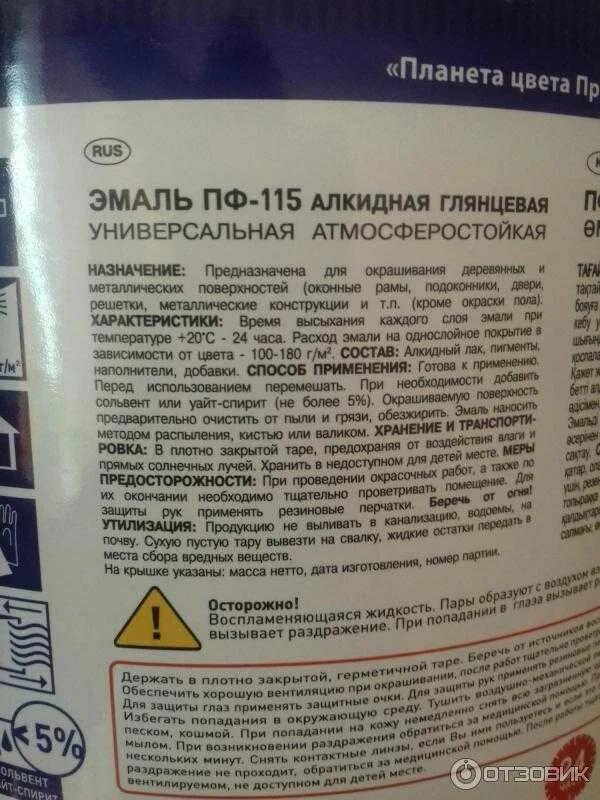 «Планета цвета Пр
RUS
ЭМАЛЬ ПФ-115 АЛКИДНАЯ ГЛЯНЦЕВАЯ
УНИВЕРСАЛЬНАЯ АТМОСФЕРОСТОЙКАЯ
НАЗНАЧЕНИЕ: Предназначена для окрашивания деревянных и
металлических поверхностей (оконные рамы, подоконники, двери,
решетки, металлические конструкции и т.п. (кроме окраски пола).
ХАРАКТЕРИСТИКИ: Время высыхания каждого слоя эмали при
температуре +20°С - 24 часа. Расход эмали на однослойное покрытие в
зависимости от цвета - 100-180 г/м². СОСТАВ: Алкидный лак, пигменты,
наполнители, добавки. СПОСОБ ПРИМЕНЕНИЯ: Готова к применению.
Перед использованием перемешать. При необходимости добавить
сольвент или уайт-спирит (не более 5%). Окрашиваемую поверхность
предварительно очистить от пыли и грязи, обезжирить. Эмаль наносить
методом распыления, кистью или валиком. ХРАНЕНИЕ И ТРАНСПОРТИ-
РОВКА: В плотно закрытой таре, предохраняя от воздействия влаги и
прямых солнечных лучей. Хранить в недоступном для детей месте. МЕРЫ
ПРЕДОСТОРОЖНОСТИ: При проведении окрасочных работ, а также по
их окончании необходимо тщательно проветривать помещение. Для
защиты рук применять резиновые перчатки. Беречь от огня!
УТИЛИЗАЦИЯ: Продукцию не выливать в канализацию, водоемы, на
почву. Сухую пустую тару вывезти на свалку, жидкие остатки передать в
места сбора вредных веществ.
На крышке указаны: масса нетто, дата изготовления, номер партии.
Осторожно!
Воспламеняющаяся жидкость. Пары образуют с воздухом вз
вызывает раздражение. При попадании в глаза вызывает р
Держать в плотно закрытой, герметичной таре. Беречь от источников вос
Обеспечить хорошую вентиляцию при окрашивании, после работ тщательно проветр
Для защиты глаз применять защитные очки. Для защиты рук применять резиновые пер
Избегать попадания в окружающую среду. Тушить воздушно-механической пе
песком, кошмой. При попадании на кожу немедленно снять всю загрязненную о
мылом. При возникновении раздражения обратиться за медицинской помощью. П
нескольких минут. Снять контактные линзы, если Вы ими пользуетесь и если это
раздражение не проходит, обратиться за медицинской помощью. После работы
вентилируемом, не доступном для детей месте.
г/м²
< 5%
ОЛЬВЕНТ
АЙТ-СПИРИТ
ОТЗОВИК